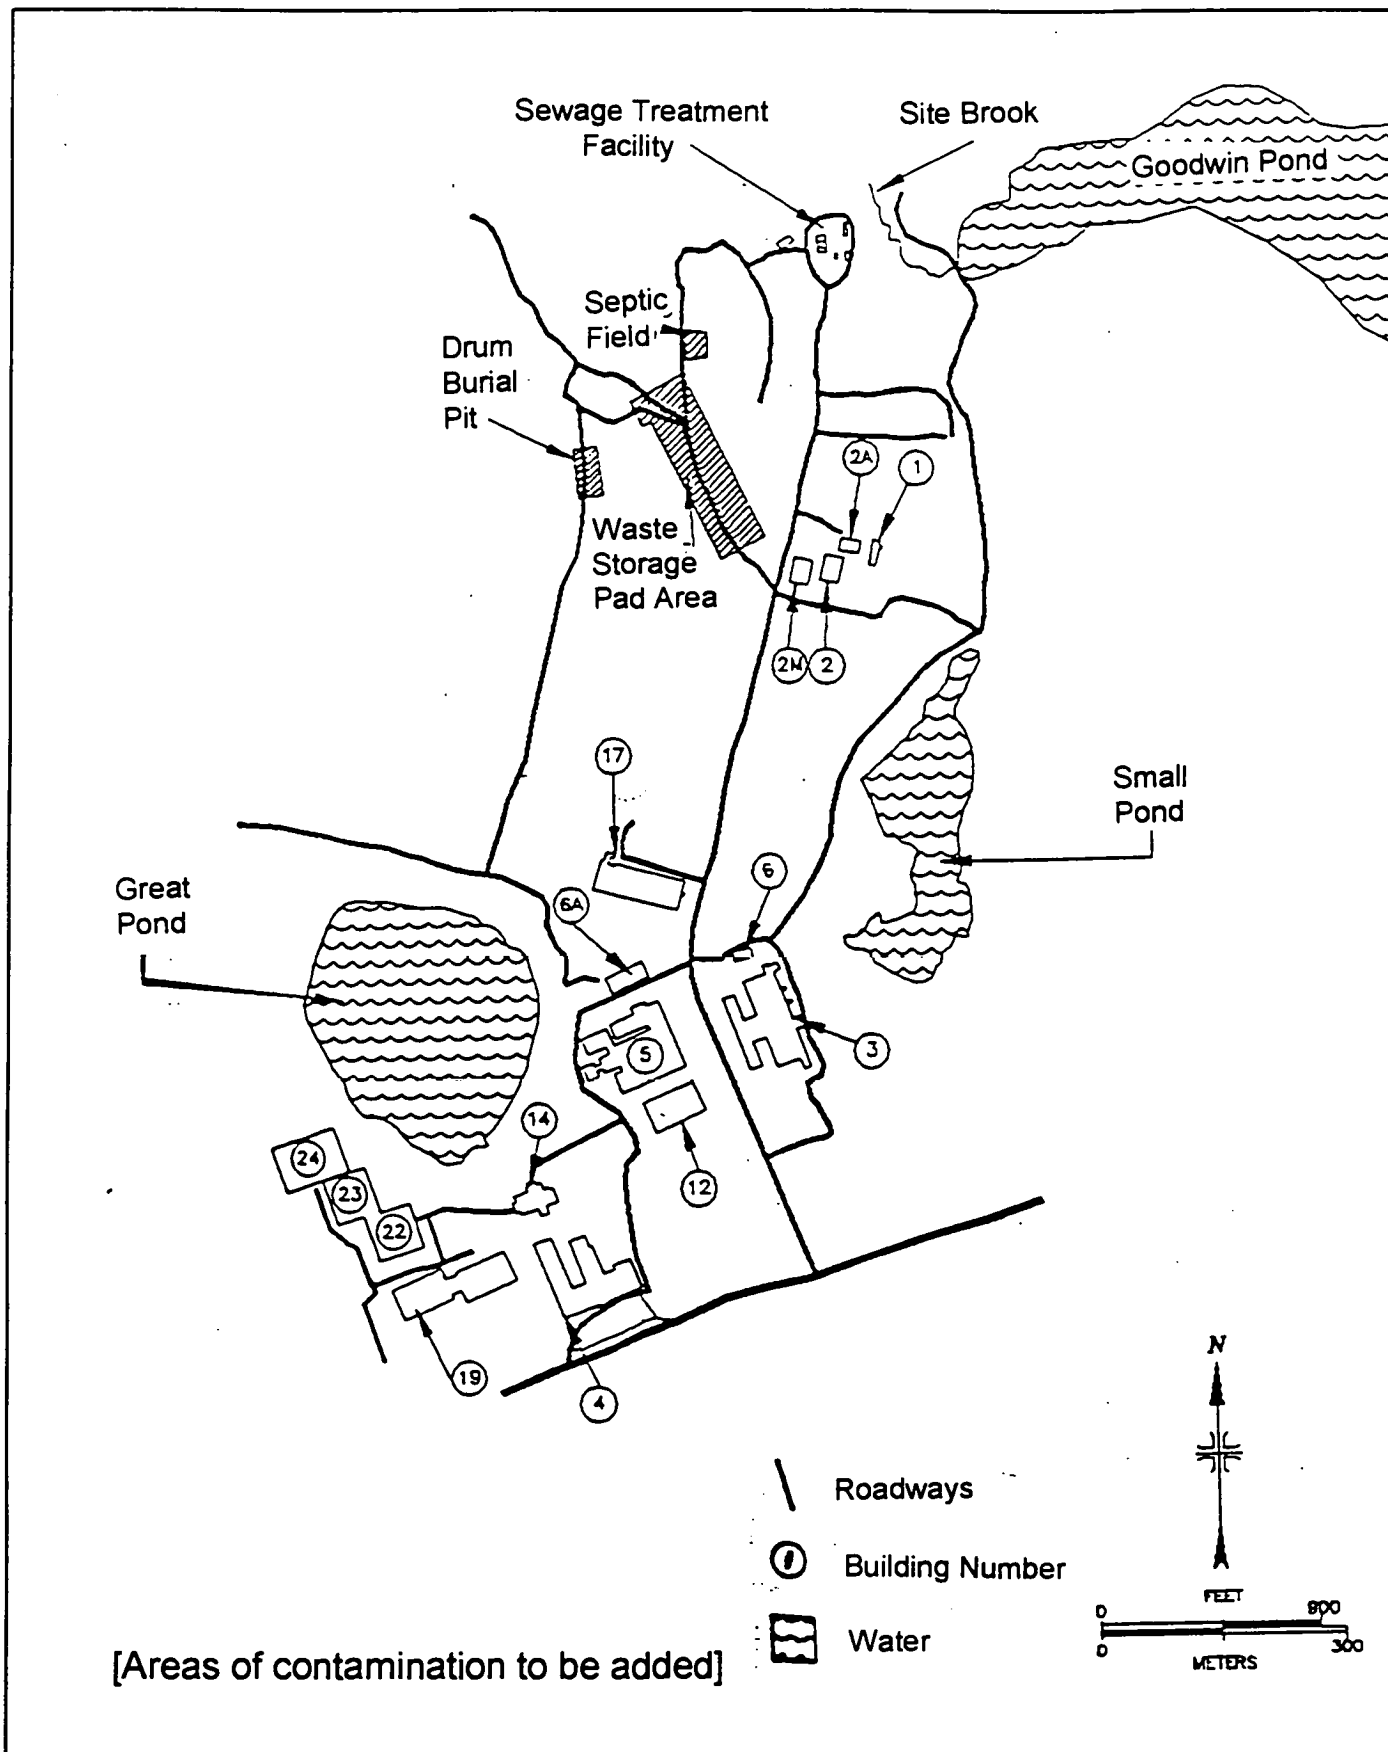 Sewage Treatment
Facility
Site Brook
Goodwin Pond
Septic
Field
Drum
Burial
Pit
2A
1
Waste
Storage
Pad Area
2M
2
17
Small
Pond
6
6A
Great
Pond
3
5
14
24
23
12
22
19
4
N
Roadways
Building Number
FEET
0
900
Water
0
300
METERS
[Areas of contamination to be added]